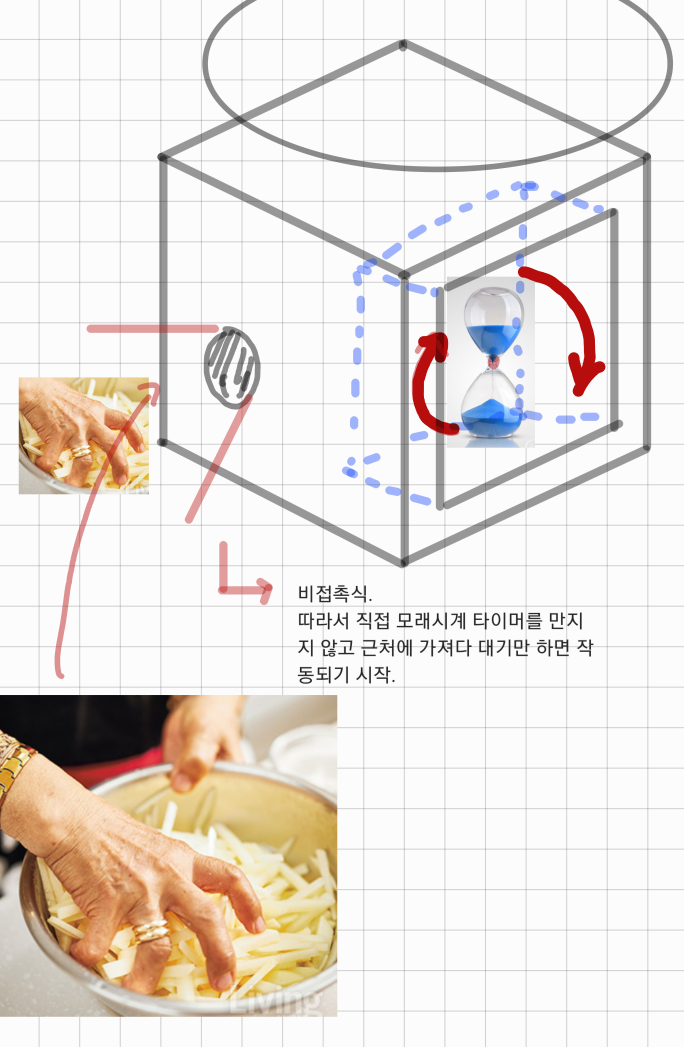 비접촉식.
따라서 직접 모래시계 타이머를 만지
지 않고 근처에 가져다 대기만 하면 작
동되기 시작.
Living